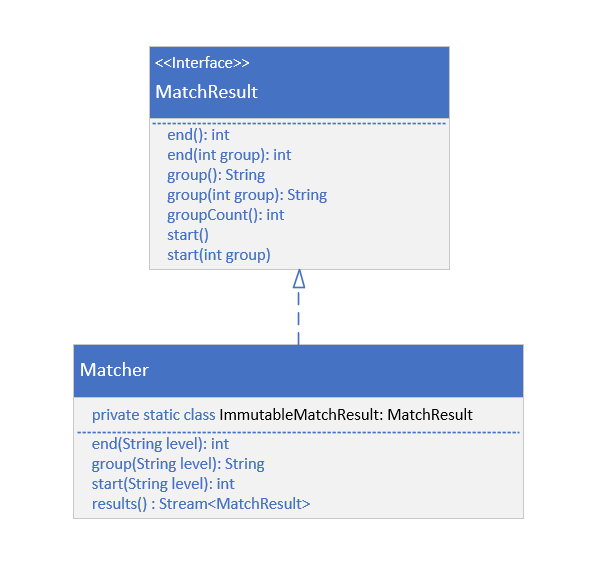 <<Interface>>
MatchResult
end(): int
end(int group): int
group(): String
group(int group): String
groupCount(): int
start()
start(int group)
Matcher
private static class ImmutableMatchResult: MatchResult
end(String level): int
group(String level): String
start(String level): int
results() : Stream<MatchResult>